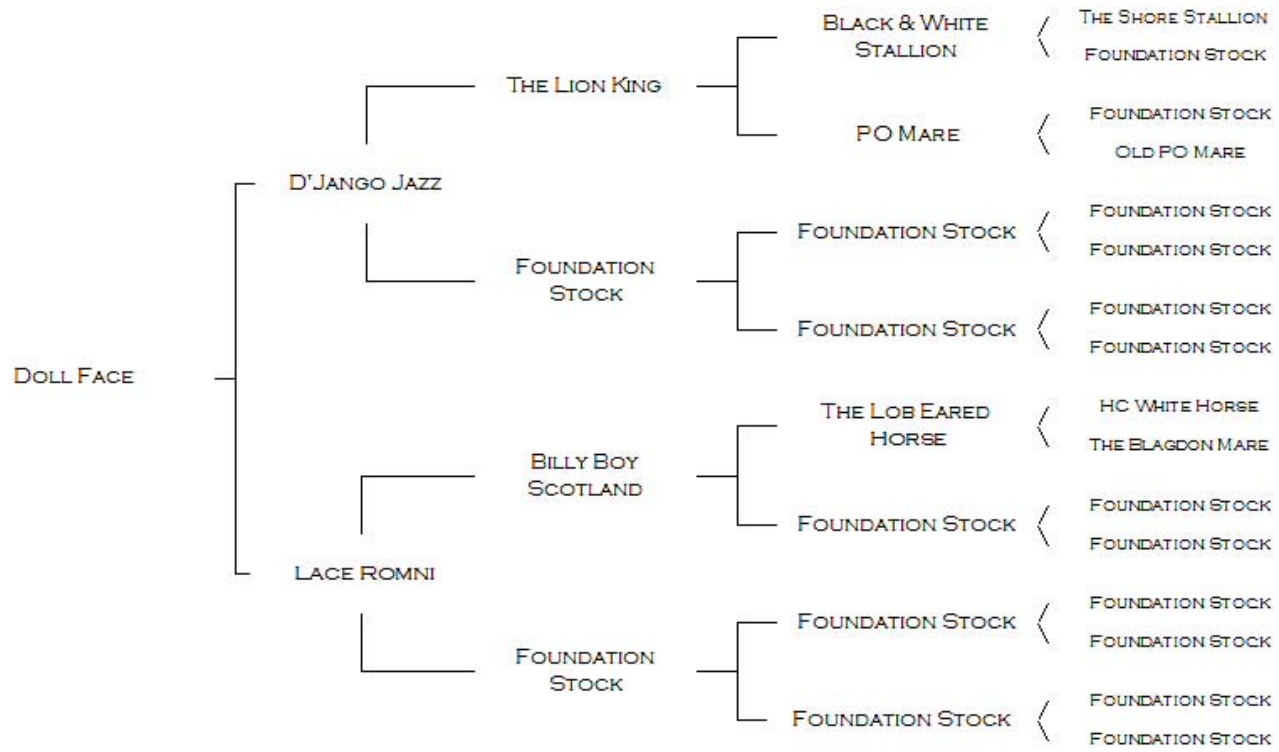 The Shore Stallion
Black & White
Stallion
Foundation Stock
The Lion King
Foundation Stock
PO Mare
Old PO Mare
D'Jango Jazz
Foundation Stock
Foundation Stock
Foundation Stock
Foundation
Stock
Foundation Stock
Foundation Stock
Foundation Stock
Doll Face
HC White Horse
The Lob Eared
Horse
The Blagdon Mare
Billy Boy
Scotland
Foundation Stock
Foundation Stock
Foundation Stock
Lace Romni
Foundation Stock
Foundation Stock
Foundation Stock
Foundation
Stock
Foundation Stock
Foundation Stock
Foundation Stock